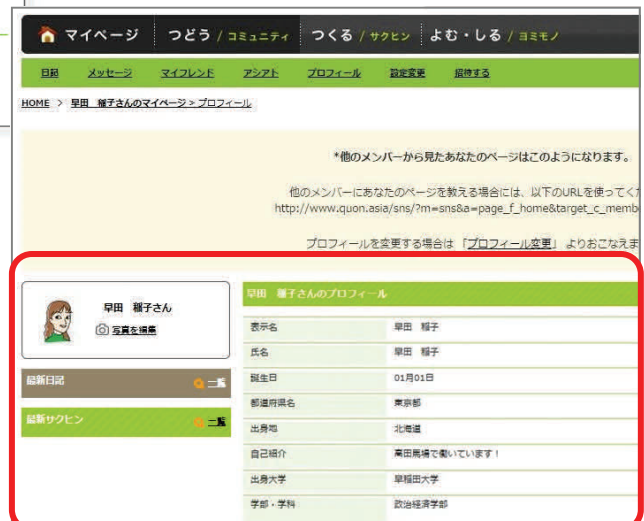 マイページ つどう / コミュニティ つくる / サクヒン よむ・しる / ヨミモノ
日記 メッセージ マイフレンド アシアト プロフィール 設定変更 招待する
HOME > 早田 稲子さんのマイページ > プロフィール
*他のメンバーから見たあなたのページはこのようになります。
他のメンバーにあなたのページを教える場合には、以下のURLを使ってく
http://www.quon.asia/sns/?m=sns&a=page_f_home&target_c_memb
プロフィールを変更する場合は「プロフィール変更」よりおこなえま
早田 稲子さん
写真を編集
最新日記 一覧
最新サクヒン 一覧
早田 稲子さんのプロフィール
表示名 早田 稲子
氏名 早田 稲子
誕生日 01月01日
都道府県名 東京都
出身地 北海道
自己紹介 高田馬場で働いています!
出身大学 早稲田大学
学部・学科 政治経済学部